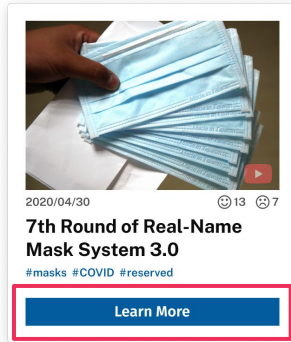 2020/04/30 13 7
7th Round of Real-Name
Mask System 3.0
#masks #COVID #reserved
Learn More